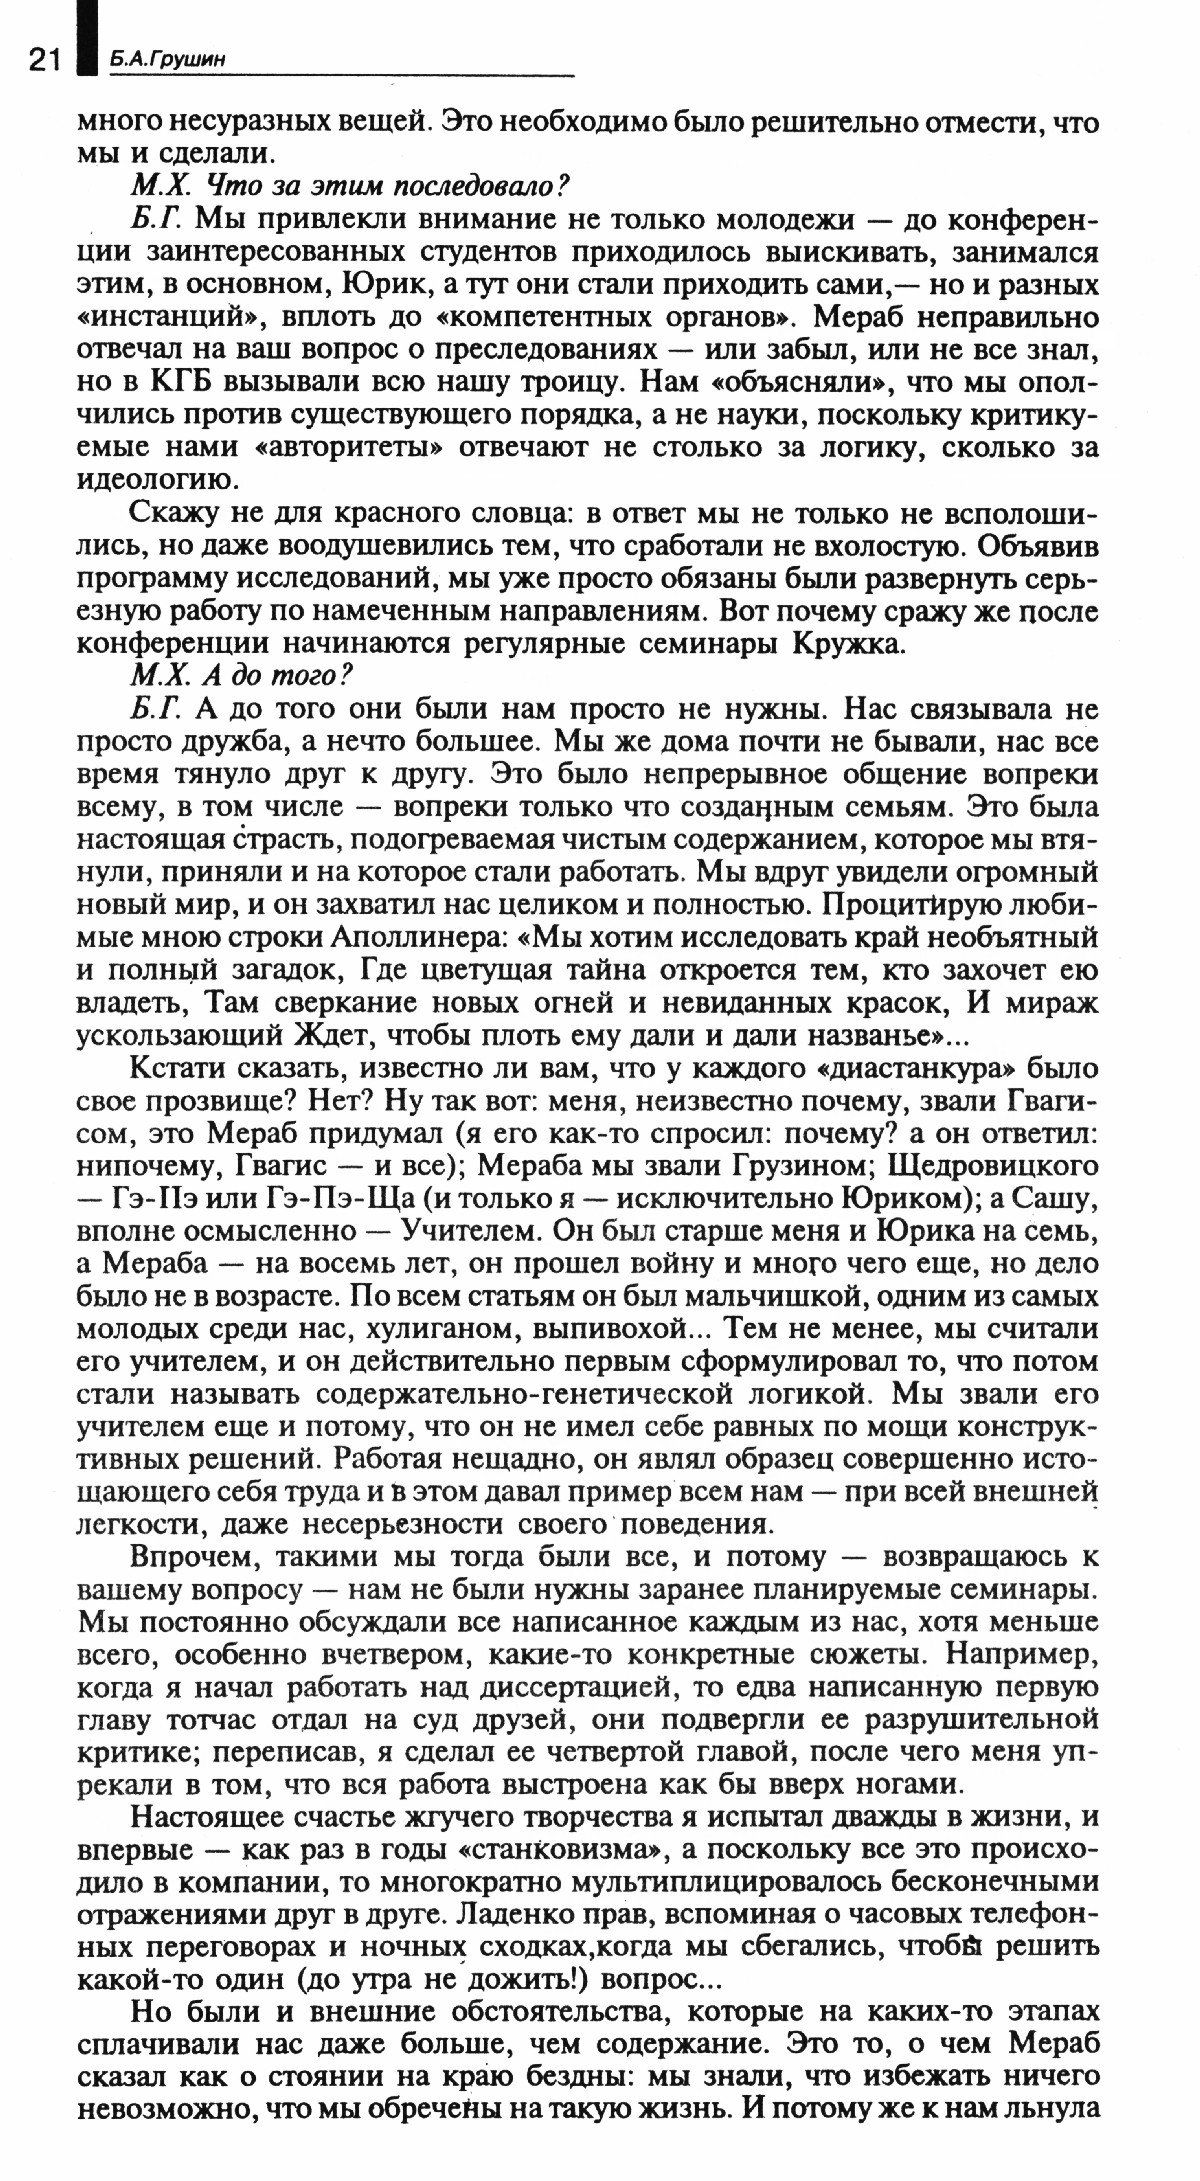 21
Б.А.Грушин
много несуразных вещей. Это необходимо было решительно отмести, что
мы и сделали.
М.Х. Что за этим последовало?
Б.Г. Мы привлекли внимание не только молодежи — до конферен-
ции заинтересованных студентов приходилось выискивать, занимался
этим, в основном, Юрик, а тут они стали приходить сами,— но и разных
«инстанций», вплоть до «компетентных органов». Мераб неправильно
отвечал на ваш вопрос о преследованиях — или забыл, или не все знал,
но в КГБ вызывали всю нашу троицу. Нам «объясняли», что мы опол-
чились против существующего порядка, а не науки, поскольку критику-
емые нами «авторитеты» отвечают не столько за логику, сколько за
идеологию.
Скажу не для красного словца: в ответ мы не только не всполоши-
лись, но даже воодушевились тем, что сработали не вхолостую. Объявив
программу исследований, мы уже просто обязаны были развернуть серь-
езную работу по намеченным направлениям. Вот почему сражу же после
конференции начинаются регулярные семинары Кружка.
М.Х. А до того?
Б.Г. А до того они были нам просто не нужны. Нас связывала не
просто дружба, а нечто большее. Мы же дома почти не бывали, нас все
время тянуло друг к другу. Это было непрерывное общение вопреки
всему, в том числе — вопреки только что созданным семьям. Это была
настоящая страсть, подогреваемая чистым содержанием, которое мы втя-
нули, приняли и на которое стали работать. Мы вдруг увидели огромный
новый мир, и он захватил нас целиком и полностью. Процитирую люби-
мые мною строки Аполлинера: «Мы хотим исследовать край необъятный
и полный загадок, Где цветущая тайна откроется тем, кто захочет ею
владеть, Там сверкание новых огней и невиданных красок, И мираж
ускользающий Ждет, чтобы плоть ему дали и дали названье»...
Кстати сказать, известно ли вам, что у каждого «диастанкура» было
свое прозвище? Нет? Ну так вот: меня, неизвестно почему, звали Гваги-
сом, это Мераб придумал (я его как-то спросил: почему? а он ответил:
нипочему, Гвагис — и все); Мераба мы звали Грузином; Щедровицкого
— Гэ-Пэ или Гэ-Пэ-Ща (и только я — исключительно Юриком); а Сашу,
вполне осмысленно — Учителем. Он был старше меня и Юрика на семь,
а Мераба — на восемь лет, он прошел войну и много чего еще, но дело
было не в возрасте. По всем статьям он был мальчишкой, одним из самых
молодых среди нас, хулиганом, выпивохой... Тем не менее, мы считали
его учителем, и он действительно первым сформулировал то, что потом
стали называть содержательно-генетической логикой. Мы звали его
учителем еще и потому, что он не имел себе равных по мощи конструк-
тивных решений. Работая нещадно, он являл образец совершенно исто-
щающего себя труда и в этом давал пример всем нам — при всей внешней
легкости, даже несерьезности своего поведения.
Впрочем, такими мы тогда были все, и потому — возвращаюсь к
вашему вопросу — нам не были нужны заранее планируемые семинары.
Мы постоянно обсуждали все написанное каждым из нас, хотя меньше
всего, особенно вчетвером, какие-то конкретные сюжеты. Например,
когда я начал работать над диссертацией, то едва написанную первую
главу тотчас отдал на суд друзей, они подвергли ее разрушительной
критике; переписав, я сделал ее четвертой главой, после чего меня уп-
рекали в том, что вся работа выстроена как бы вверх ногами.
Настоящее счастье жгучего творчества я испытал дважды в жизни, и
впервые — как раз в годы «станковизма», а поскольку все это происхо-
дило в компании, то многократно мультиплицировалось бесконечными
отражениями друг в друге. Ладенко прав, вспоминая о часовых телефон-
ных переговорах и ночных сходках,когда мы сбегались, чтобы решить
какой-то один (до утра не дожить!) вопрос...
Но были и внешние обстоятельства, которые на каких-то этапах
сплачивали нас даже больше, чем содержание. Это то, о чем Мераб
сказал как о стоянии на краю бездны: мы знали, что избежать ничего
невозможно, что мы обречены на такую жизнь. И потому же к нам льнула